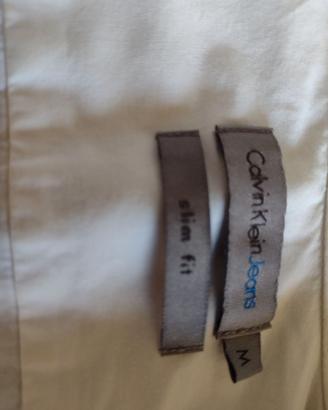 Calvin Klein Jeans
M
slim fit